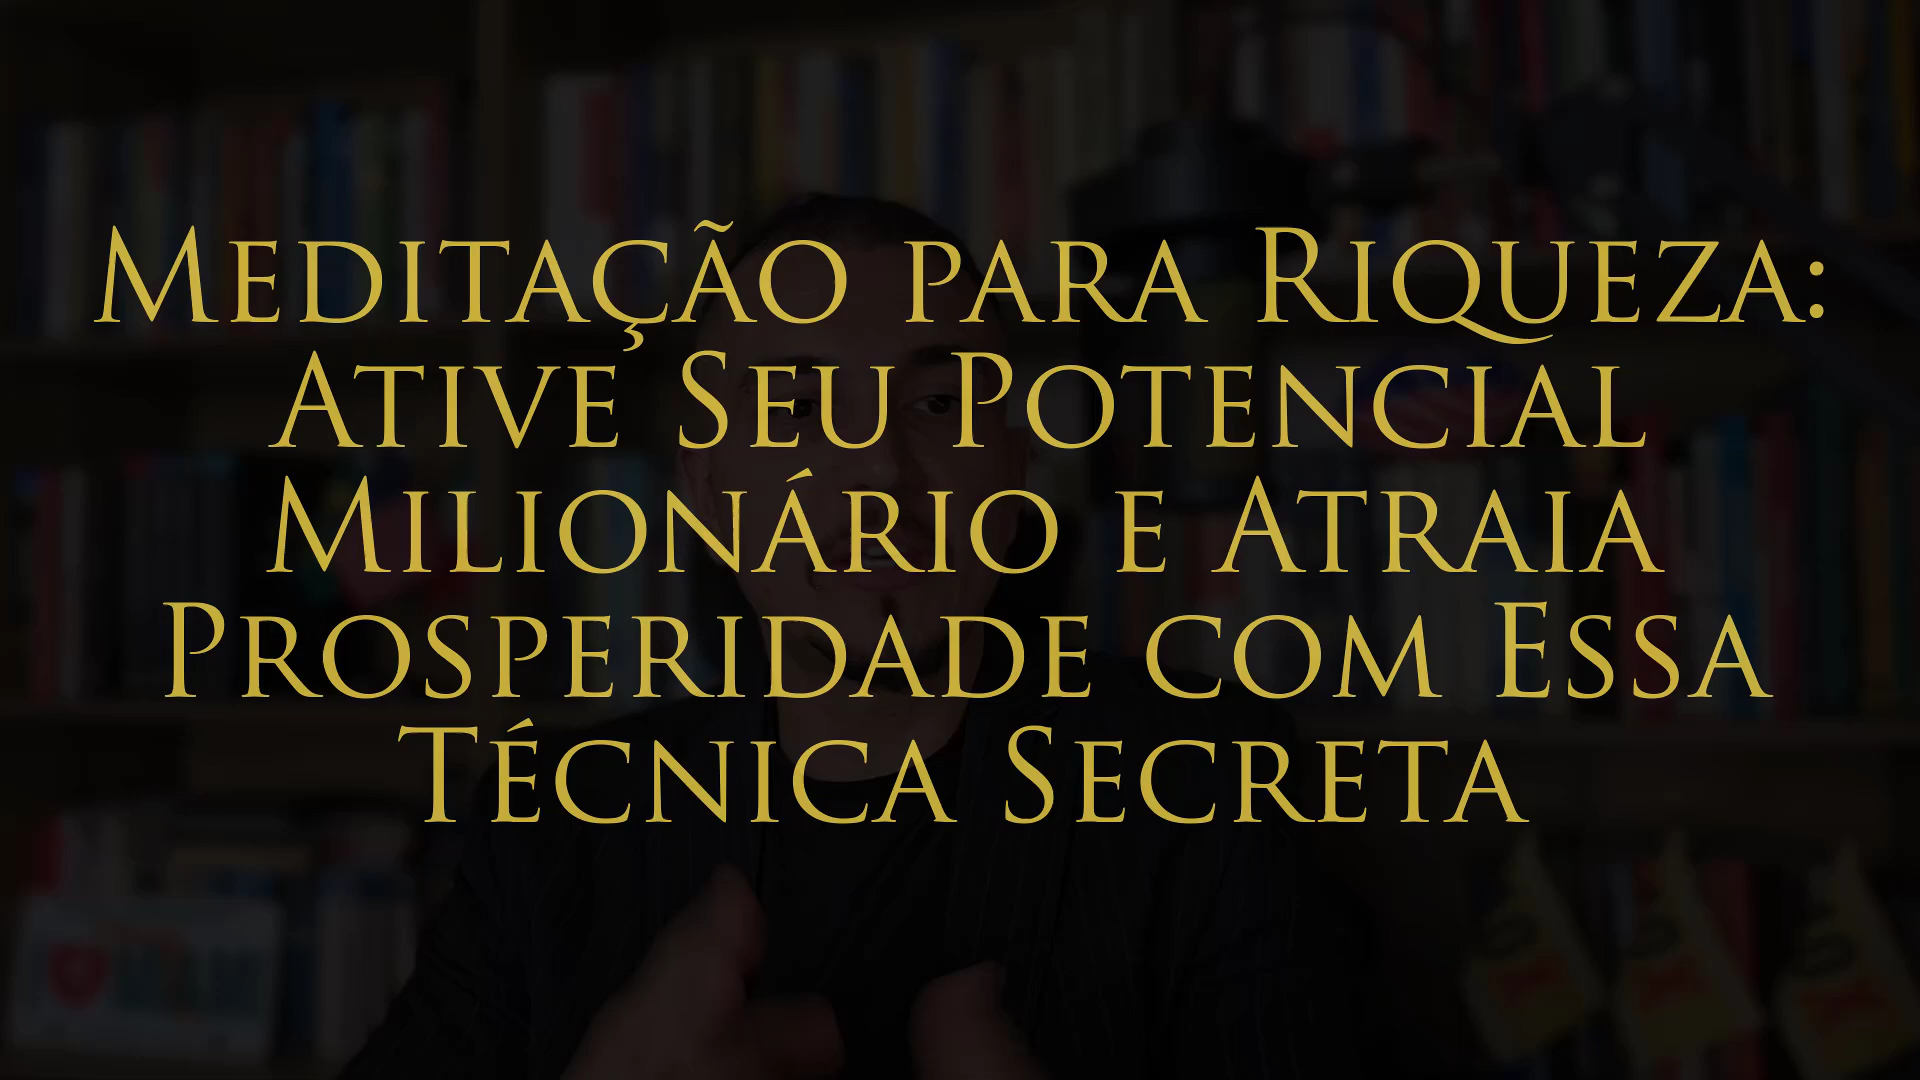 Meditação para Riqueza:
Ative Seu Potencial
Milionário e Atraia
Prosperidade com Essa
Técnica Secreta